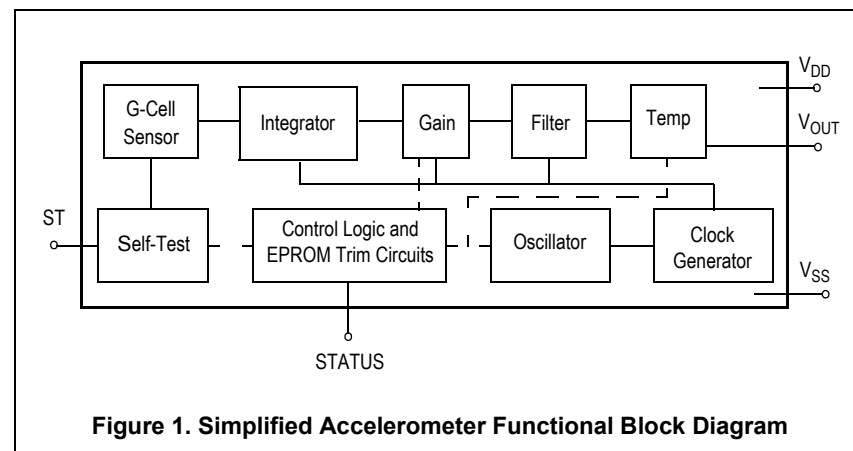 G-Cell
Sensor
Integrator
Gain
Filter
Temp
V_DD
V_OUT
ST
Self-Test
Control Logic and
EPROM Trim Circuits
Oscillator
Clock
Generator
V_SS
STATUS
Figure 1. Simplified Accelerometer Functional Block Diagram